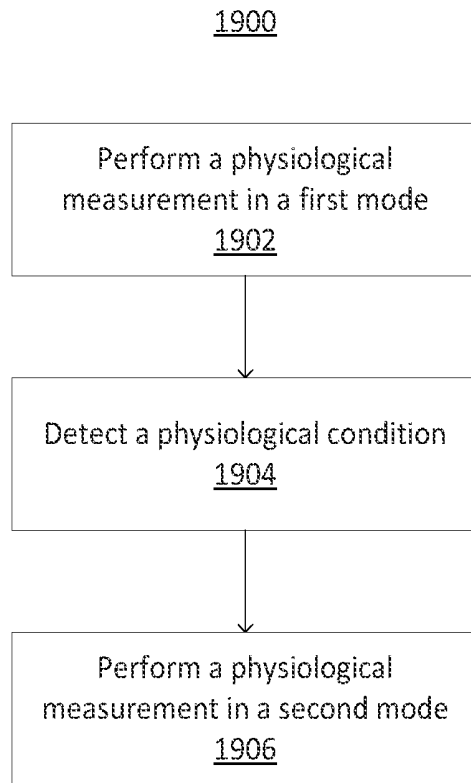 1900
Perform a physiological
measurement in a first mode
1902
Detect a physiological condition
1904
Perform a physiological
measurement in a second mode
1906